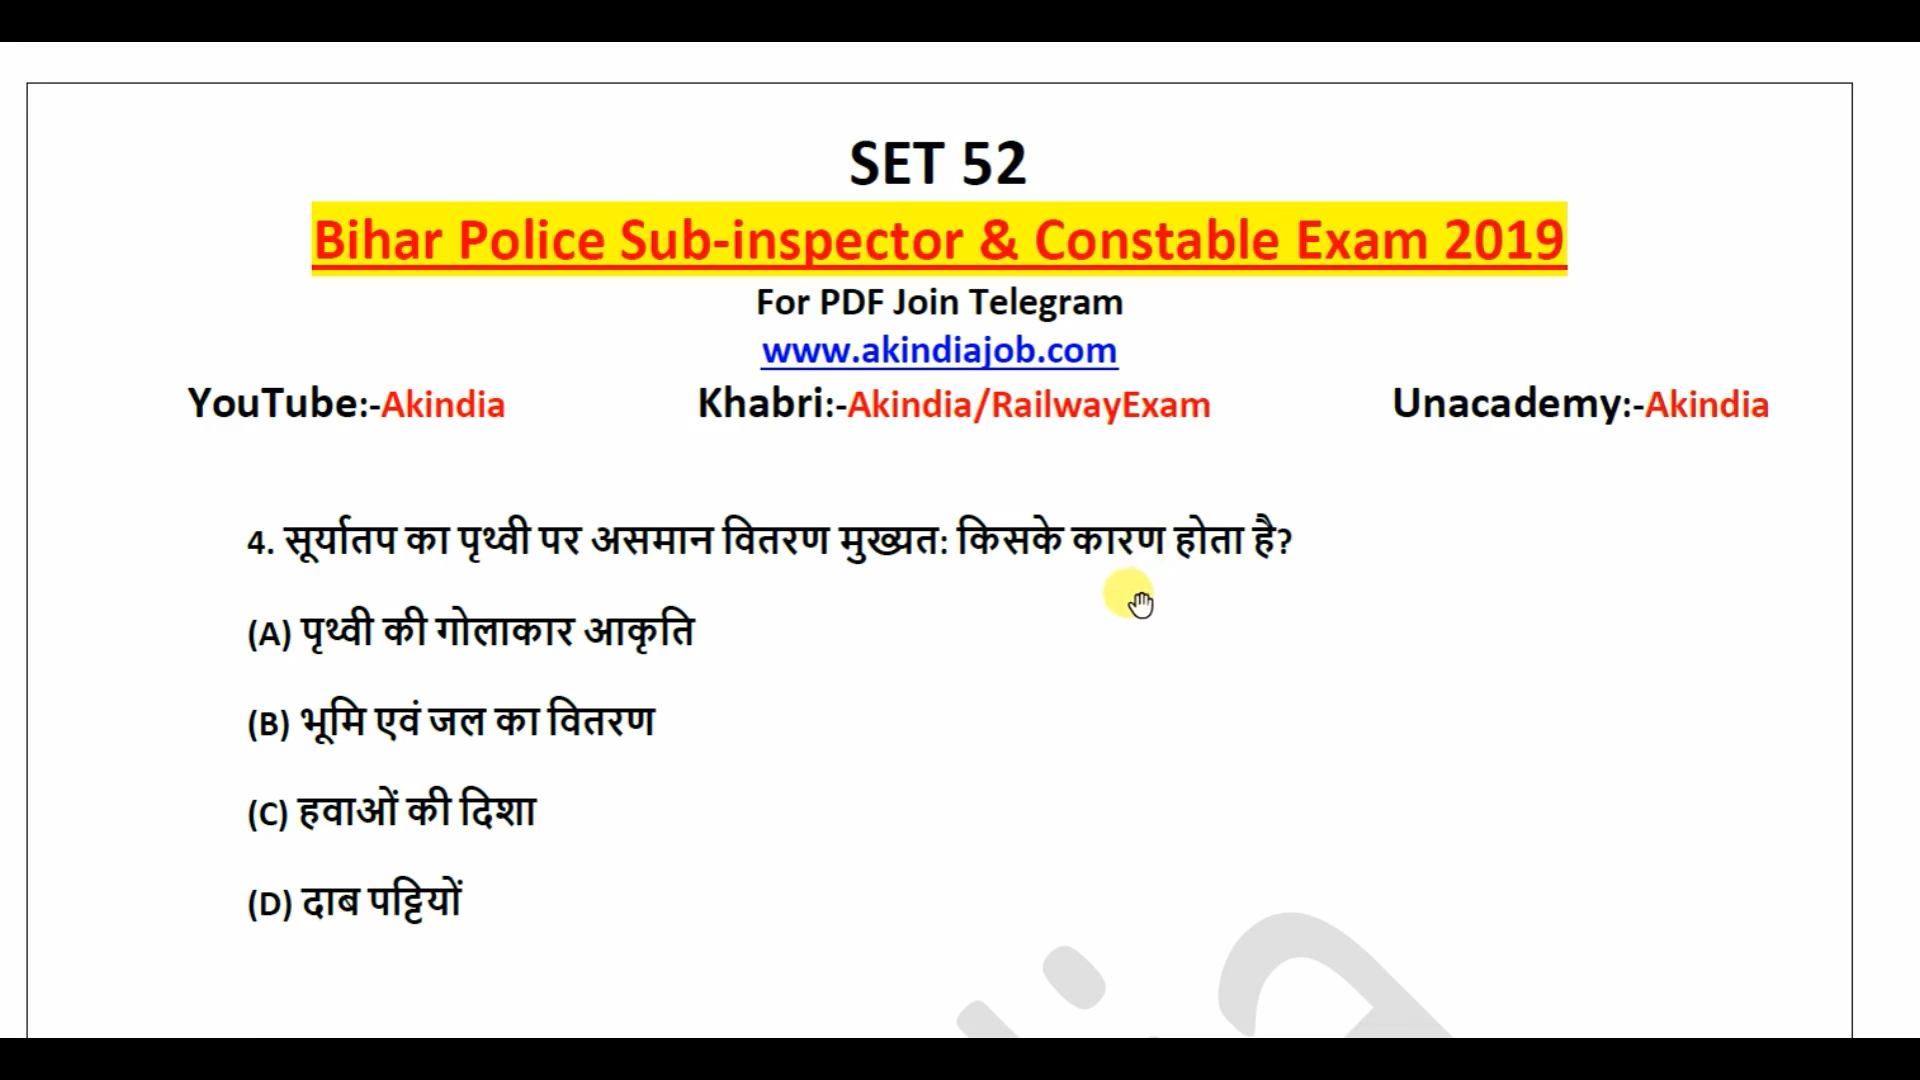 SET 52
Bihar Police Sub-inspector & Constable Exam 2019
For PDF Join Telegram
www.akindiajob.com
YouTube:-Akindia Khabri:-Akindia/RailwayExam Unacademy:-Akindia
4. सूर्यातप का पृथ्वी पर असमान वितरण मुख्यत: किसके कारण होता है?
(A) पृथ्वी की गोलाकार आकृति
(B) भूमि एवं जल का वितरण
(C) हवाओं की दिशा
(D) दाब पट्टियों